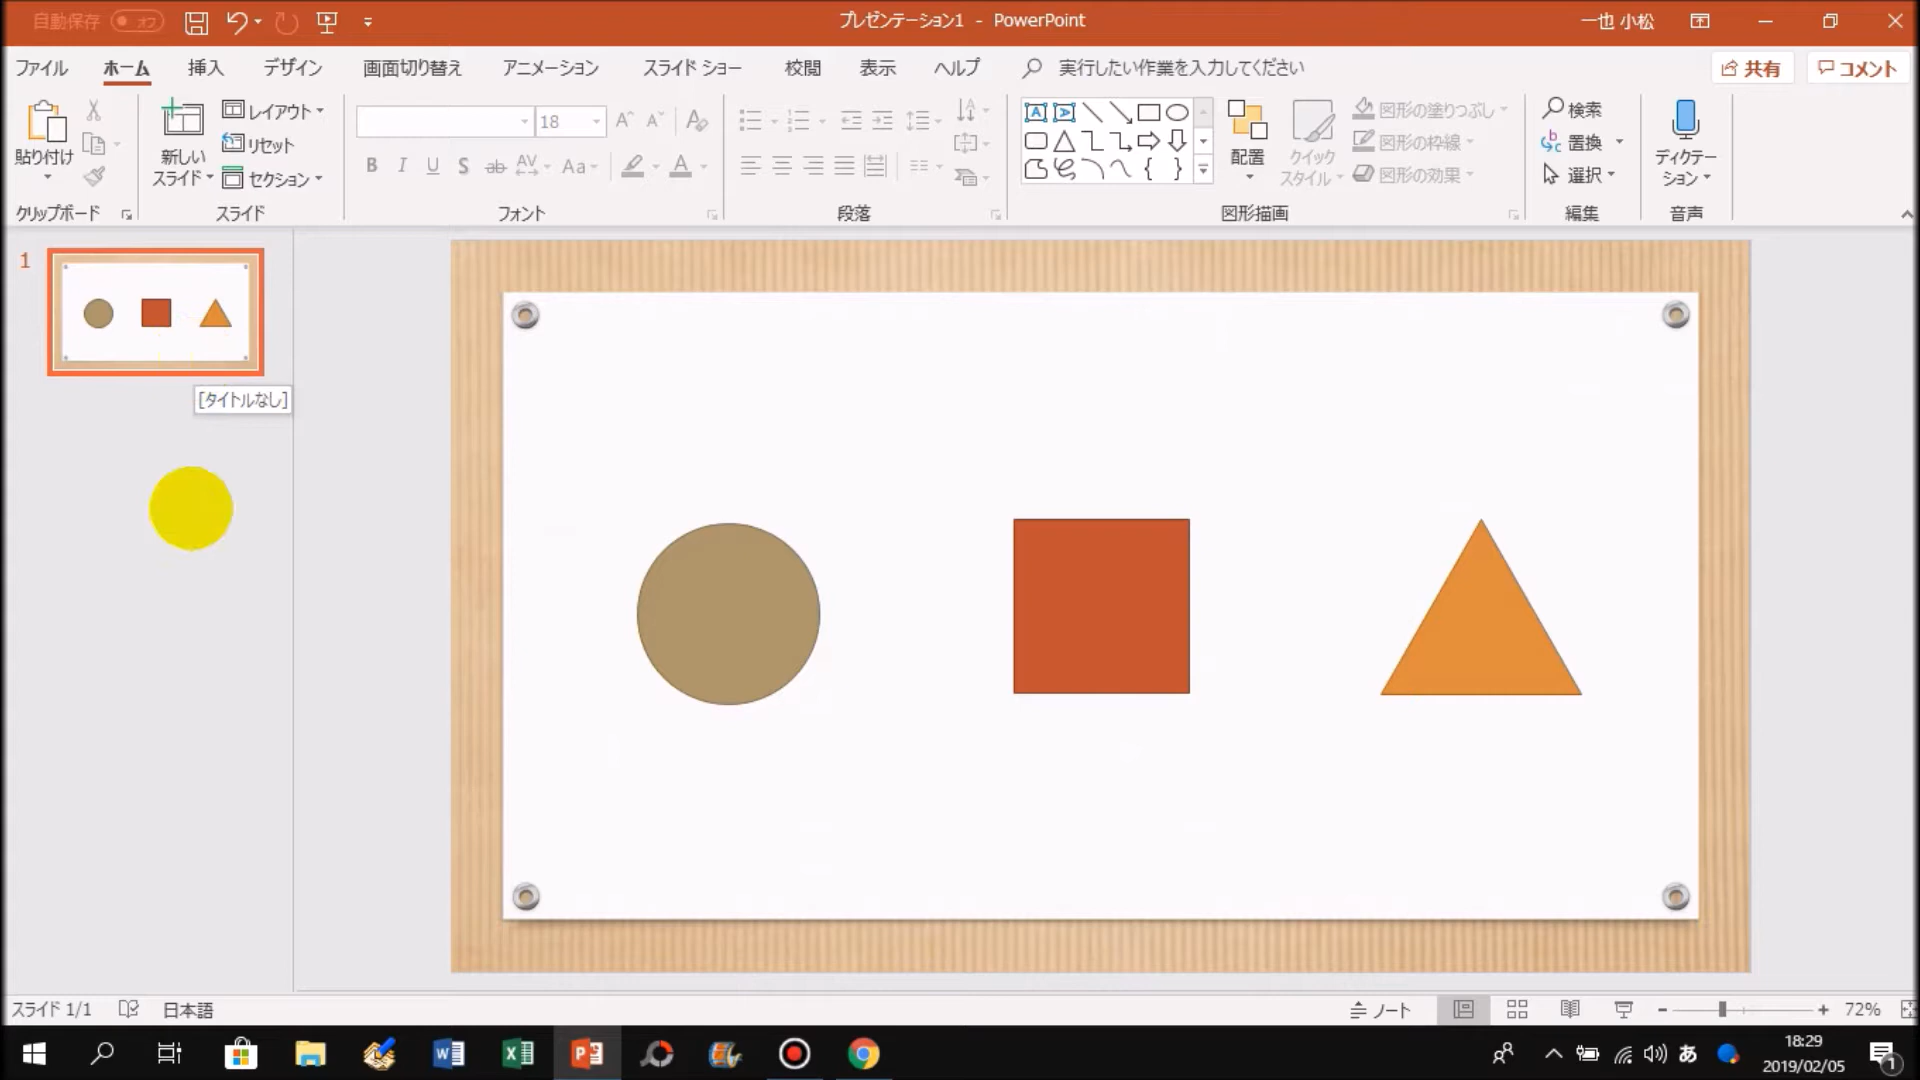 自動保存 オフ
プレゼンテーション1 - PowerPoint
一也 小松
ファイル ホーム 挿入 デザイン 画面切り替え アニメーション スライド ショー 校閲 表示 ヘルプ 実行したい作業を入力してください 共有 コメント
貼り付け
クリップボード
新しい
スライド
レイアウト
リセット
セクション
スライド
18
B I U S ab AV Aa A
フォント
段落
配置
クイック
スタイル
図形の塗りつぶし
図形の枠線
図形の効果
図形描画
検索
置換
選択
編集
ディクテー
ション
音声
1
[タイトルなし]
スライド 1/1 日本語
ノート
72%
あ
18:29
2019/02/05
1